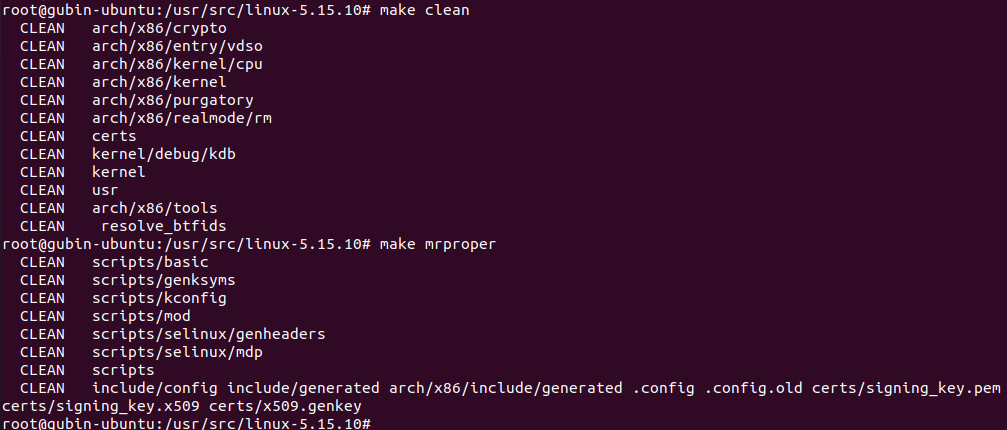 root@gubin-ubuntu:/usr/src/linux-5.15.10# make clean
  CLEAN   arch/x86/crypto
  CLEAN   arch/x86/entry/vdso
  CLEAN   arch/x86/kernel/cpu
  CLEAN   arch/x86/kernel
  CLEAN   arch/x86/purgatory
  CLEAN   arch/x86/realmode/rm
  CLEAN   certs
  CLEAN   kernel/debug/kdb
  CLEAN   kernel
  CLEAN   usr
  CLEAN   arch/x86/tools
  CLEAN    resolve_btfids
root@gubin-ubuntu:/usr/src/linux-5.15.10# make mrproper
  CLEAN   scripts/basic
  CLEAN   scripts/genksyms
  CLEAN   scripts/kconfig
  CLEAN   scripts/mod
  CLEAN   scripts/selinux/genheaders
  CLEAN   scripts/selinux/mdp
  CLEAN   scripts
  CLEAN   include/config include/generated arch/x86/include/generated .config .config.old certs/signing_key.pem
certs/signing_key.x509 certs/x509.genkey
root@gubin-ubuntu:/usr/src/linux-5.15.10#